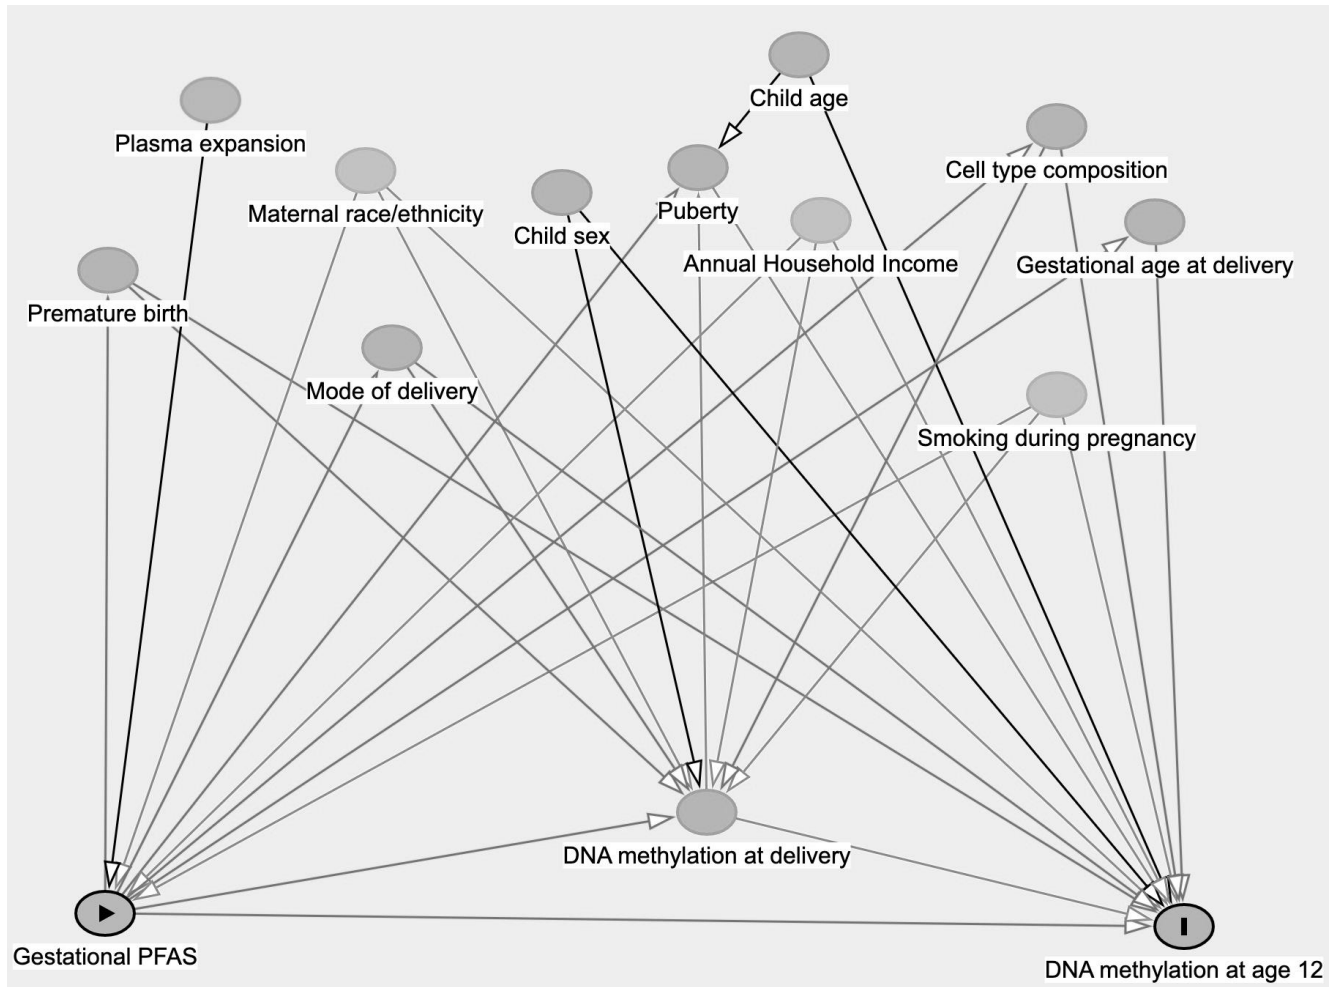 Child age
Plasma expansion
Cell type composition
Maternal race/ethnicity
Puberty
Child sex
Annual Household Income
Gestational age at delivery
Premature birth
Mode of delivery
Smoking during pregnancy
DNA methylation at delivery
Gestational PFAS
DNA methylation at age 12